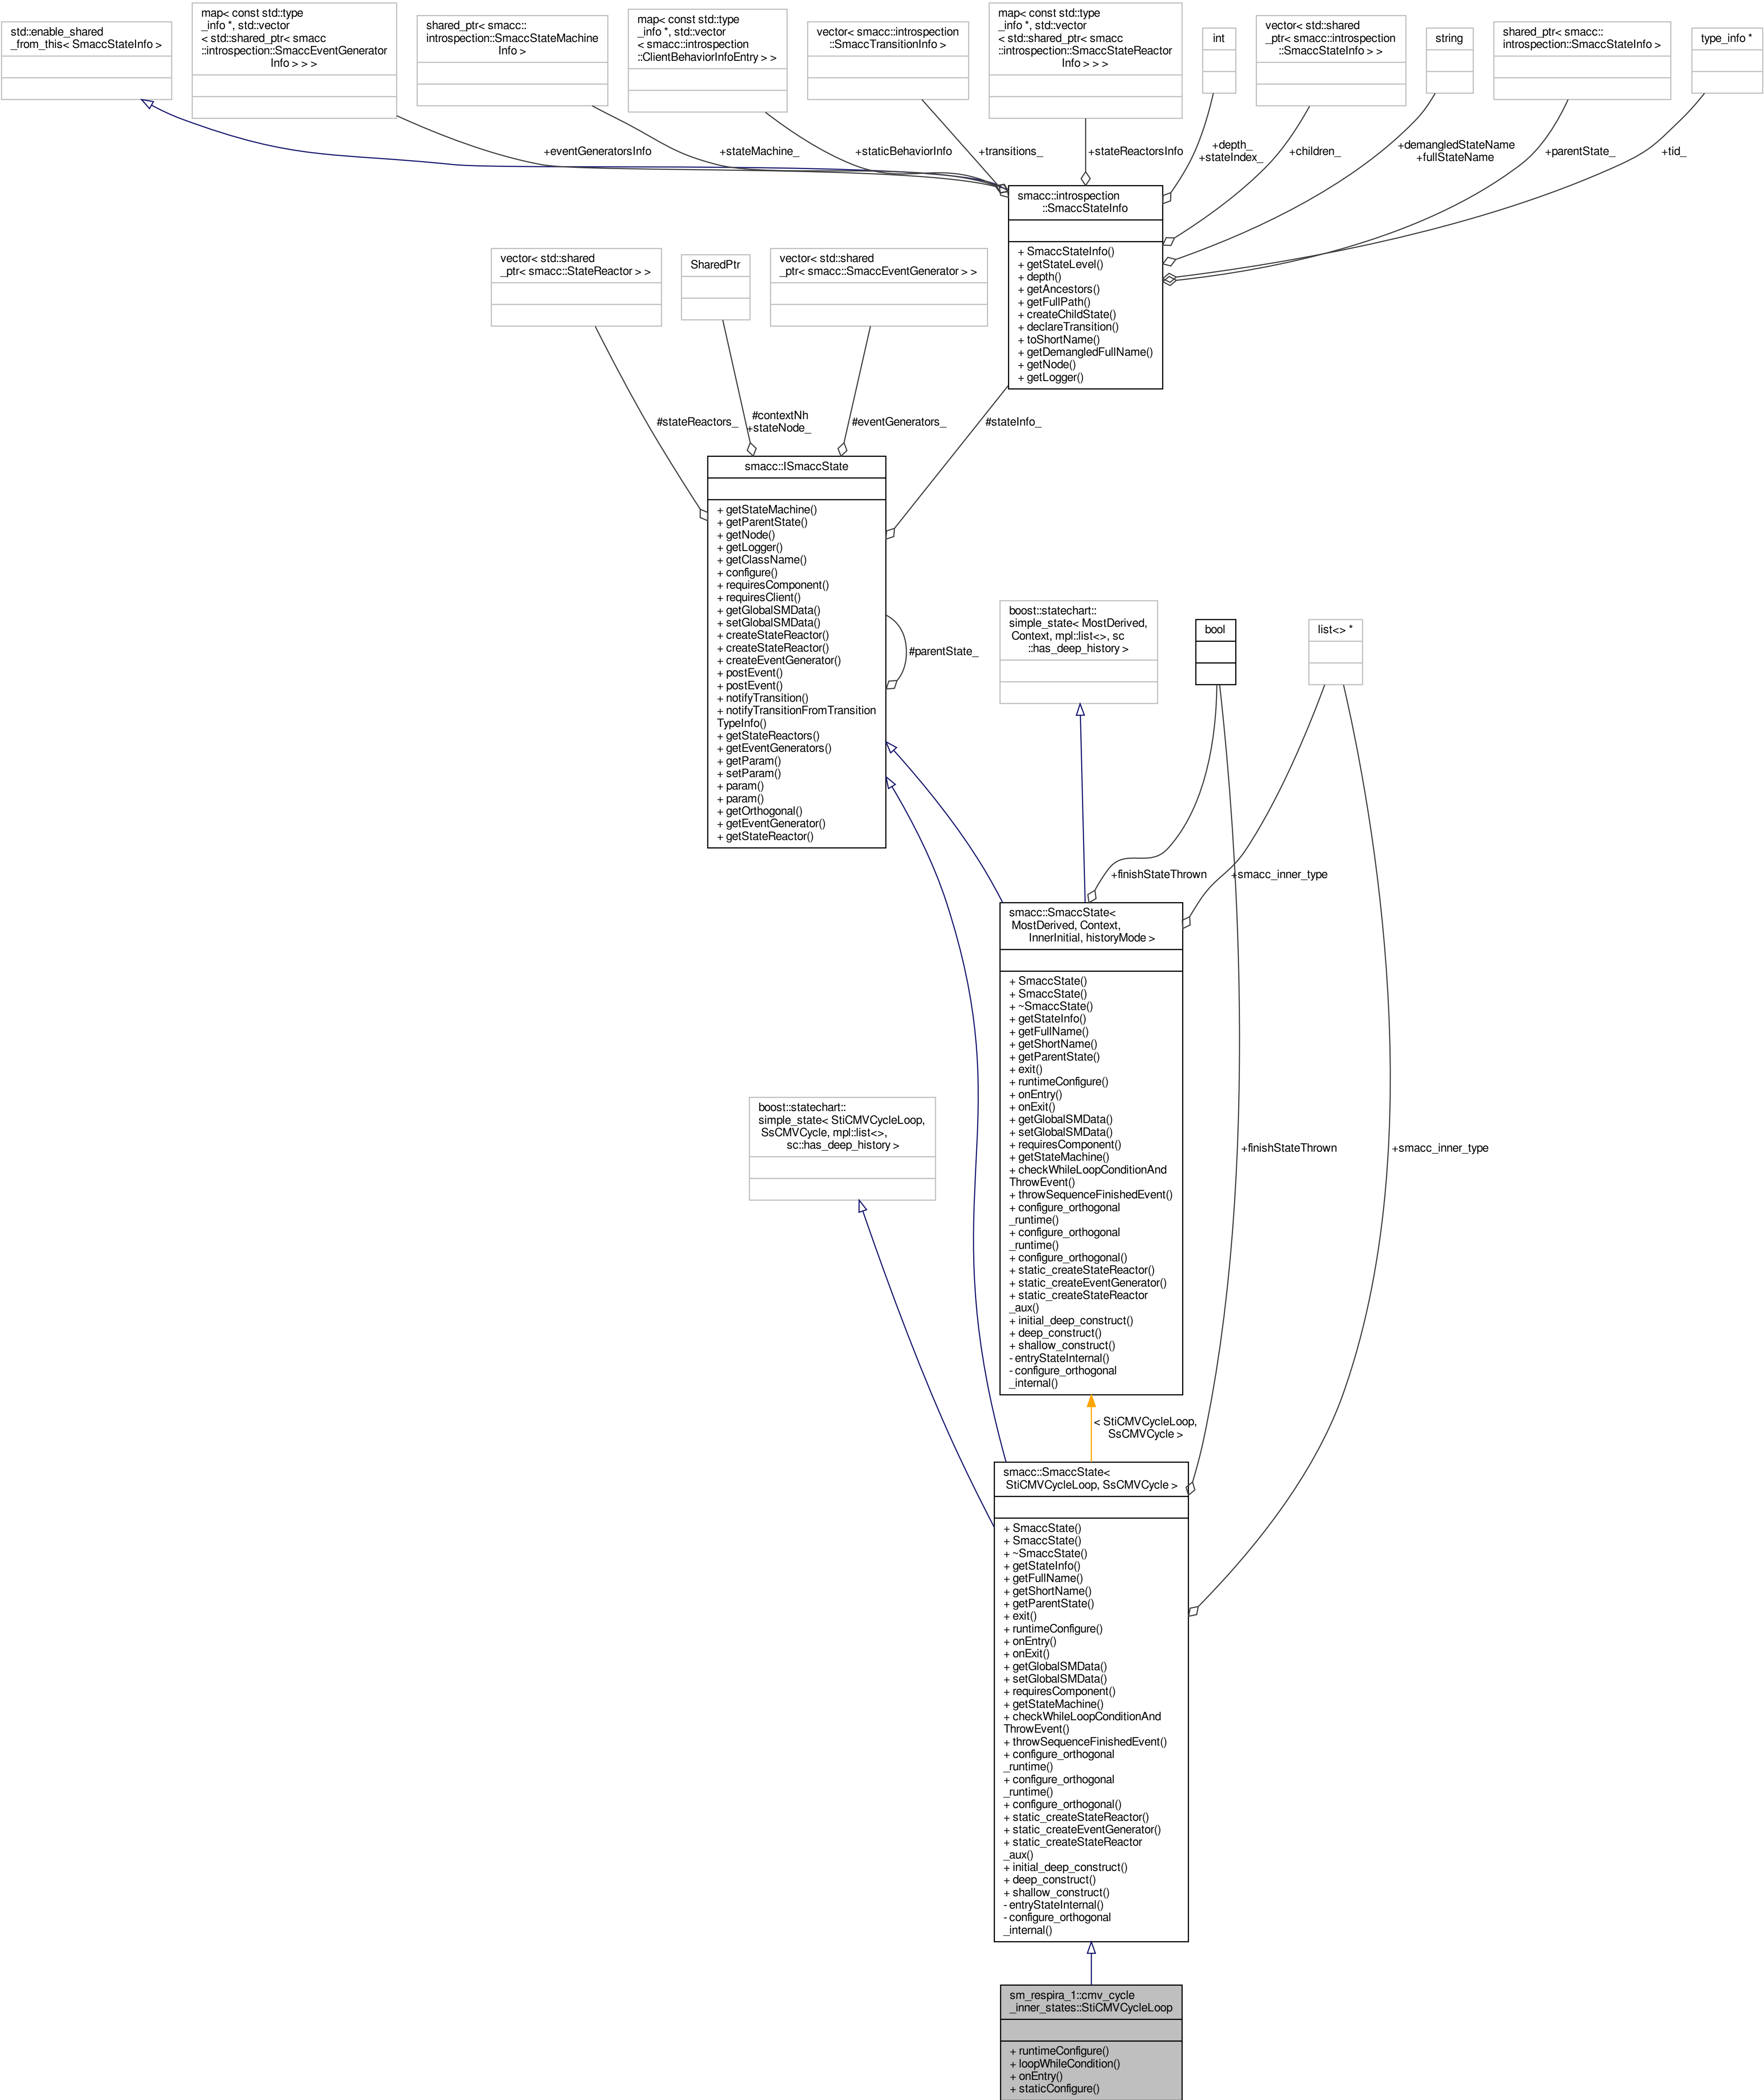 std::enable_shared
_from_this< SmaccStateInfo >
map< const std::type
_info *, std::vector
< std::shared_ptr< smacc
::introspection::SmaccEventGenerator
Info > > >
shared_ptr< smacc::
introspection::SmaccStateMachine
Info >
map< const std::type
_info *, std::vector
< smacc::introspection
::ClientBehaviorInfoEntry > >
vector< smacc::introspection
::SmaccTransitionInfo >
map< const std::type
_info *, std::vector
< std::shared_ptr< smacc
::introspection::SmaccStateReactor
Info > > >
int
vector< std::shared
_ptr< smacc::introspection
::SmaccStateInfo > >
string
shared_ptr< smacc::
introspection::SmaccStateInfo >
type_info *
+eventGeneratorsInfo
+stateMachine_
+staticBehaviorInfo
+transitions_
+stateReactorsInfo
+depth_
+stateIndex_
+children_
+demangledStateName
+fullStateName
+parentState_
+tid_
smacc::introspection
::SmaccStateInfo
+ SmaccStateInfo()
+ getStateLevel()
+ depth()
+ getAncestors()
+ getFullPath()
+ createChildState()
+ declareTransition()
+ toShortName()
+ getDemangledFullName()
+ getNode()
+ getLogger()
vector< std::shared
_ptr< smacc::StateReactor > >
SharedPtr
vector< std::shared
_ptr< smacc::SmaccEventGenerator > >
#stateReactors_
#contextNh
+stateNode_
#eventGenerators_
#stateInfo_
smacc::ISmaccState
+ getStateMachine()
+ getParentState()
+ getNode()
+ getLogger()
+ getClassName()
+ configure()
+ requiresComponent()
+ requiresClient()
+ getGlobalSMData()
+ setGlobalSMData()
+ createStateReactor()
+ createStateReactor()
+ createEventGenerator()
+ postEvent()
+ postEvent()
+ notifyTransition()
+ notifyTransitionFromTransition
TypeInfo()
+ getStateReactors()
+ getEventGenerators()
+ getParam()
+ setParam()
+ param()
+ param()
+ getOrthogonal()
+ getEventGenerator()
+ getStateReactor()
#parentState_
boost::statechart::
simple_state< MostDerived,
Context, mpl::list<>, sc
::has_deep_history >
bool
list<> *
+finishStateThrown
+smacc_inner_type
smacc::SmaccState<
MostDerived, Context,
InnerInitial, historyMode >
+ SmaccState()
+ SmaccState()
+ ~SmaccState()
+ getStateInfo()
+ getFullName()
+ getShortName()
+ getParentState()
+ exit()
+ runtimeConfigure()
+ onEntry()
+ onExit()
+ getGlobalSMData()
+ setGlobalSMData()
+ requiresComponent()
+ getStateMachine()
+ checkWhileLoopConditionAnd
ThrowEvent()
+ throwSequenceFinishedEvent()
+ configure_orthogonal
_runtime()
+ configure_orthogonal
_runtime()
+ configure_orthogonal()
+ static_createStateReactor()
+ static_createEventGenerator()
+ static_createStateReactor
_aux()
+ initial_deep_construct()
+ deep_construct()
+ shallow_construct()
- entryStateInternal()
- configure_orthogonal
_internal()
boost::statechart::
simple_state< StiCMVCycleLoop,
SsCMVCycle, mpl::list<>,
sc::has_deep_history >
+finishStateThrown
+smacc_inner_type
< StiCMVCycleLoop,
SsCMVCycle >
smacc::SmaccState<
StiCMVCycleLoop, SsCMVCycle >
+ SmaccState()
+ SmaccState()
+ ~SmaccState()
+ getStateInfo()
+ getFullName()
+ getShortName()
+ getParentState()
+ exit()
+ runtimeConfigure()
+ onEntry()
+ onExit()
+ getGlobalSMData()
+ setGlobalSMData()
+ requiresComponent()
+ getStateMachine()
+ checkWhileLoopConditionAnd
ThrowEvent()
+ throwSequenceFinishedEvent()
+ configure_orthogonal
_runtime()
+ configure_orthogonal
_runtime()
+ configure_orthogonal()
+ static_createStateReactor()
+ static_createEventGenerator()
+ static_createStateReactor
_aux()
+ initial_deep_construct()
+ deep_construct()
+ shallow_construct()
- entryStateInternal()
- configure_orthogonal
_internal()
sm_respira_1::cmv_cycle
_inner_states::StiCMVCycleLoop
+ runtimeConfigure()
+ loopWhileCondition()
+ onEntry()
+ staticConfigure()